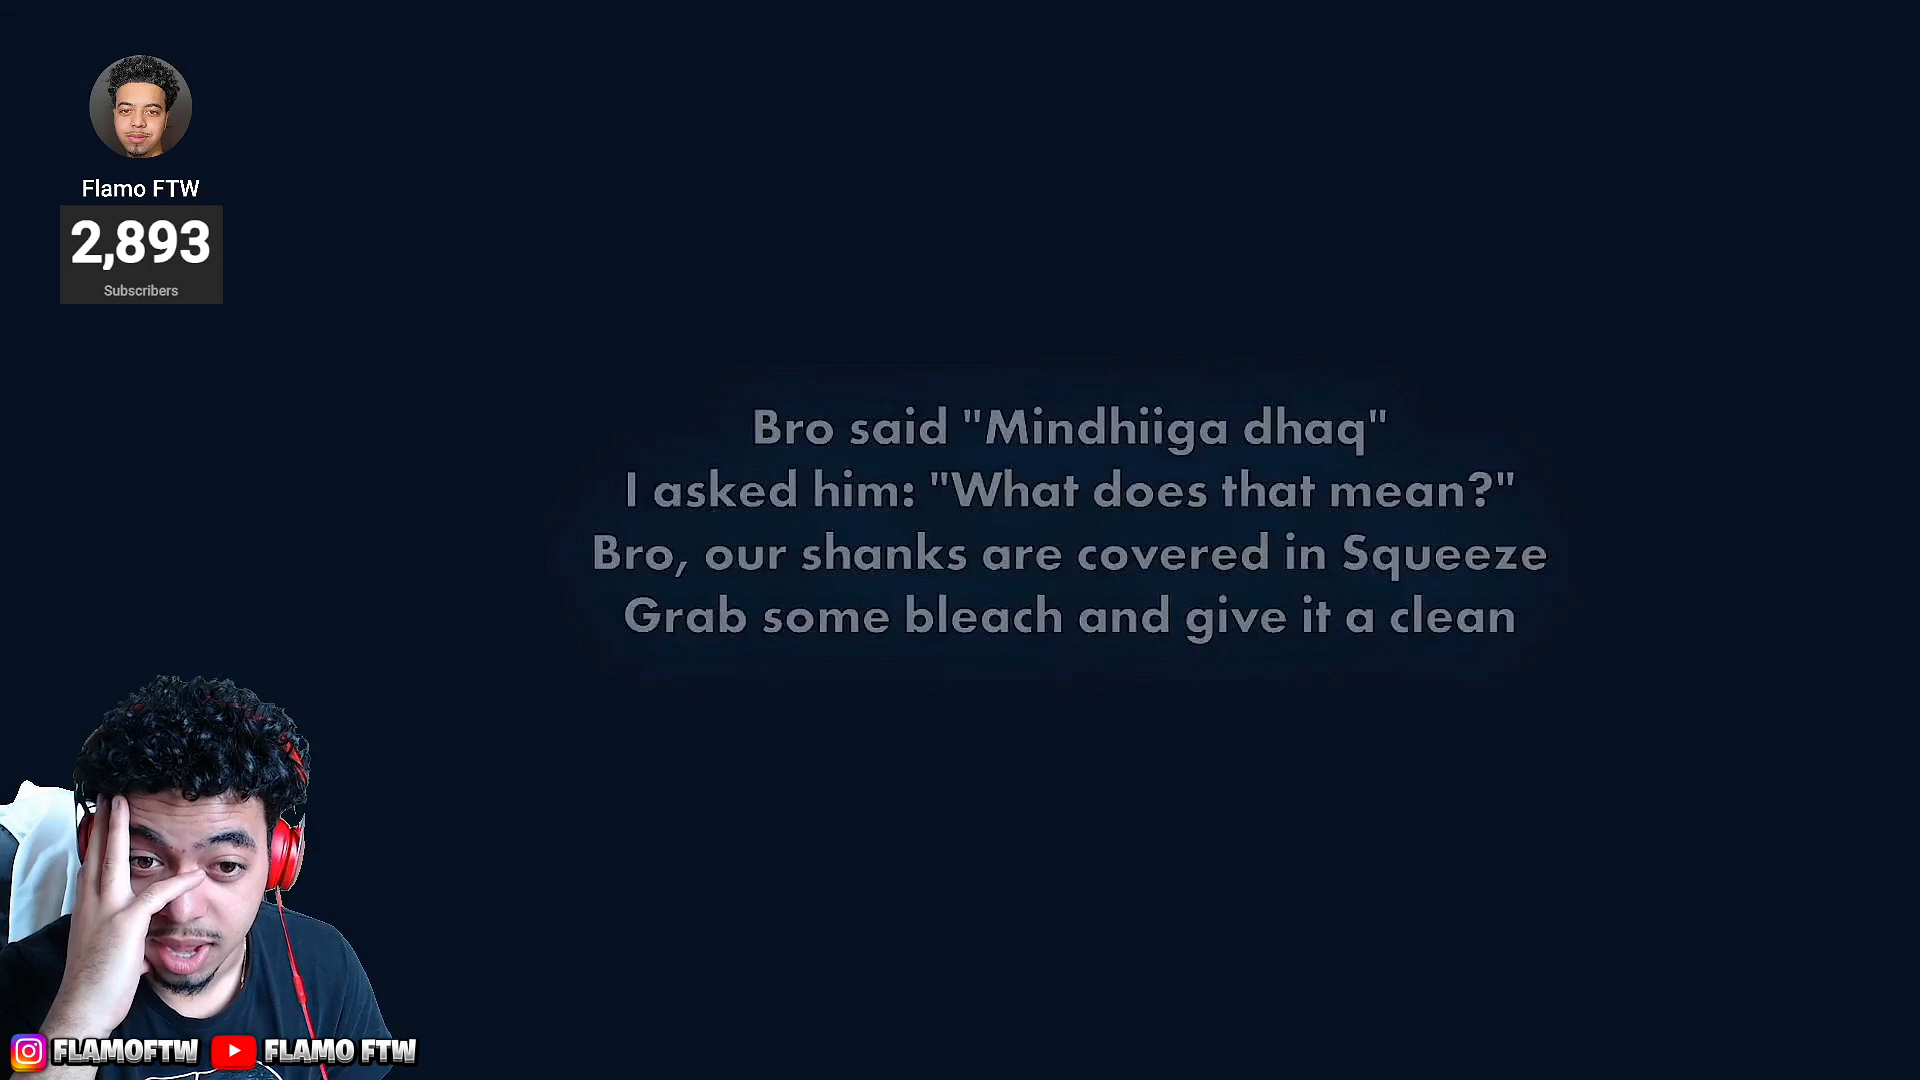 Flamo FTW
2,893
Subscribers
Bro said "Mindhiiga dhaq"
I asked him: "What does that mean?"
Bro, our shanks are covered in Squeeze
Grab some bleach and give it a clean
FLAMOFTW FLAMO FTW